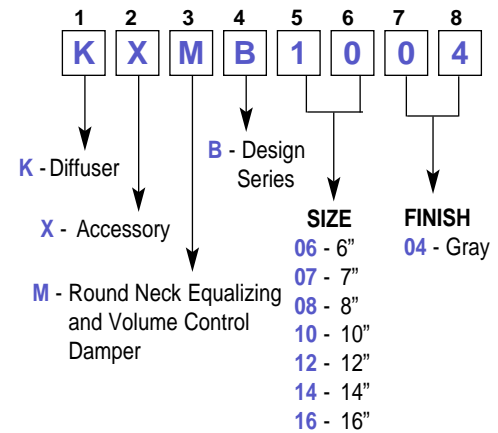 1 2 3 4 5 6 7 8
K X M B 1 0 0 4
K - Diffuser
B - Design
Series
X - Accessory
M - Round Neck Equalizing
and Volume Control
Damper
SIZE
06 - 6”
07 - 7”
08 - 8”
10 - 10”
12 - 12”
14 - 14”
16 - 16”
FINISH
04 - Gray